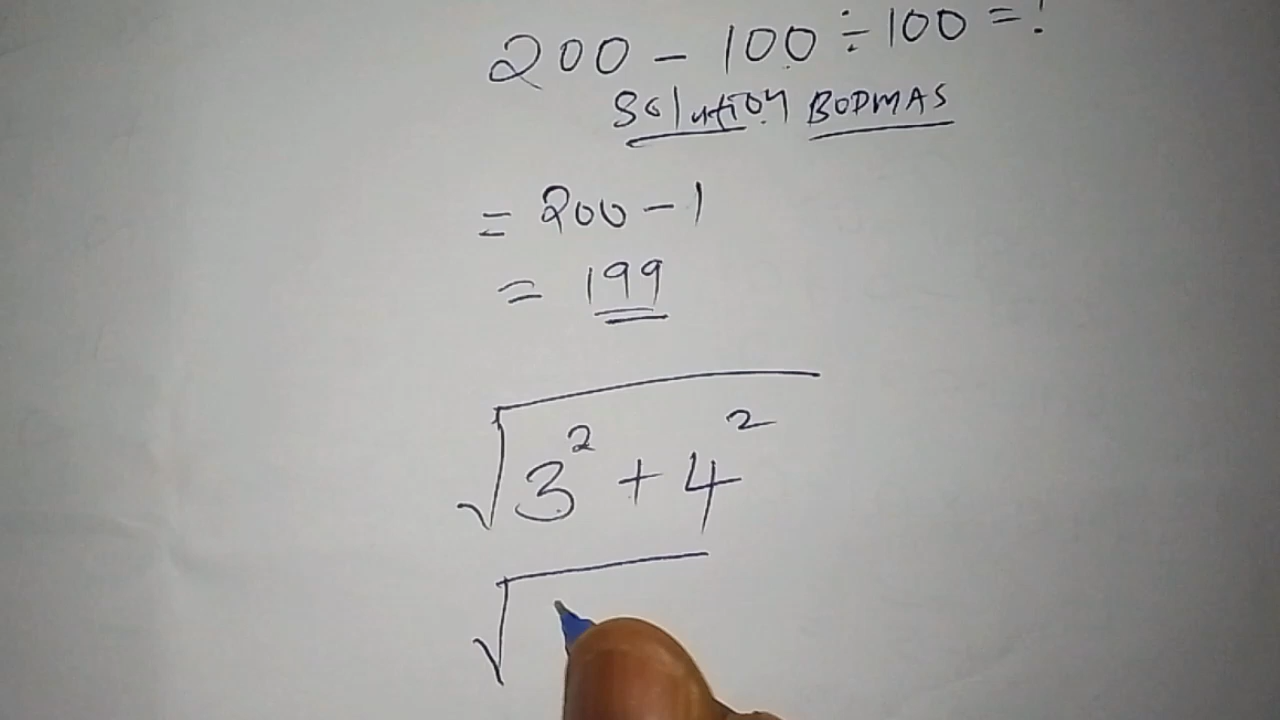 200 - 100 ÷ 100 = ?
Solution BODMAS
= 200 - 1
= 199
√3² + 4²
√